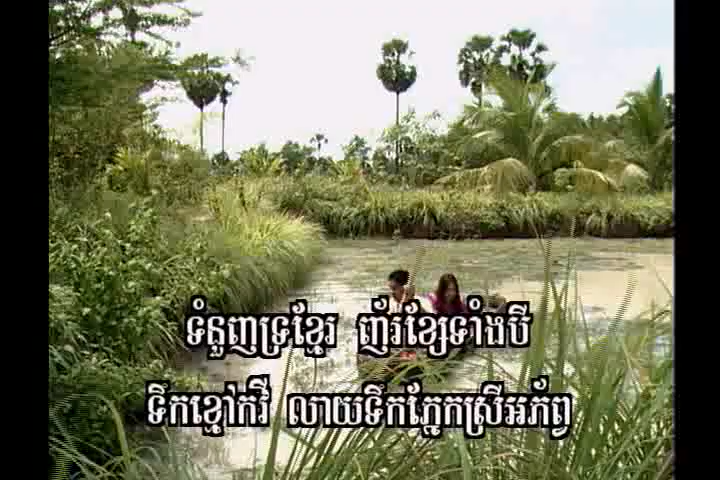 ទំនួញទ្រខ្មែរ ញ័រខ្សែទាំងបី
ទឹកខ្មៅកវី លាយទឹកភ្នែកស្រីអភ័ព្វ